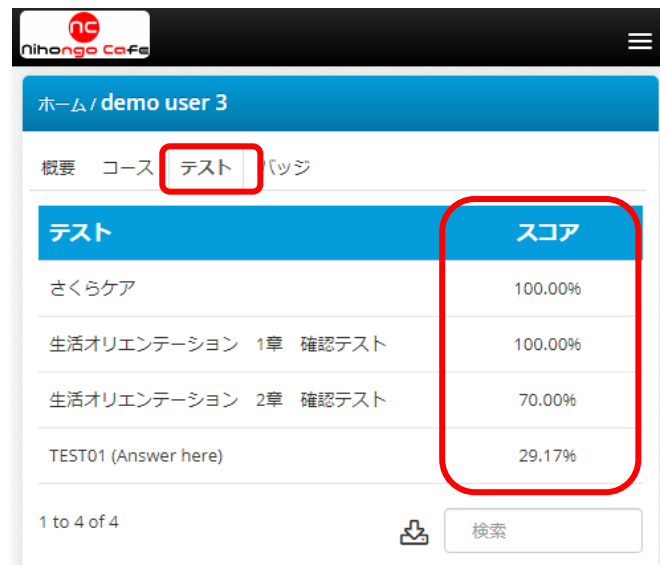 nc
Nihongo Cafe
ホーム / demo user 3
概要 コース テスト バッジ
テスト スコア
さくらケア 100.00%
生活オリエンテーション　1章　確認テスト 100.00%
生活オリエンテーション　2章　確認テスト 70.00%
TEST01 (Answer here) 29.17%
1 to 4 of 4 検索